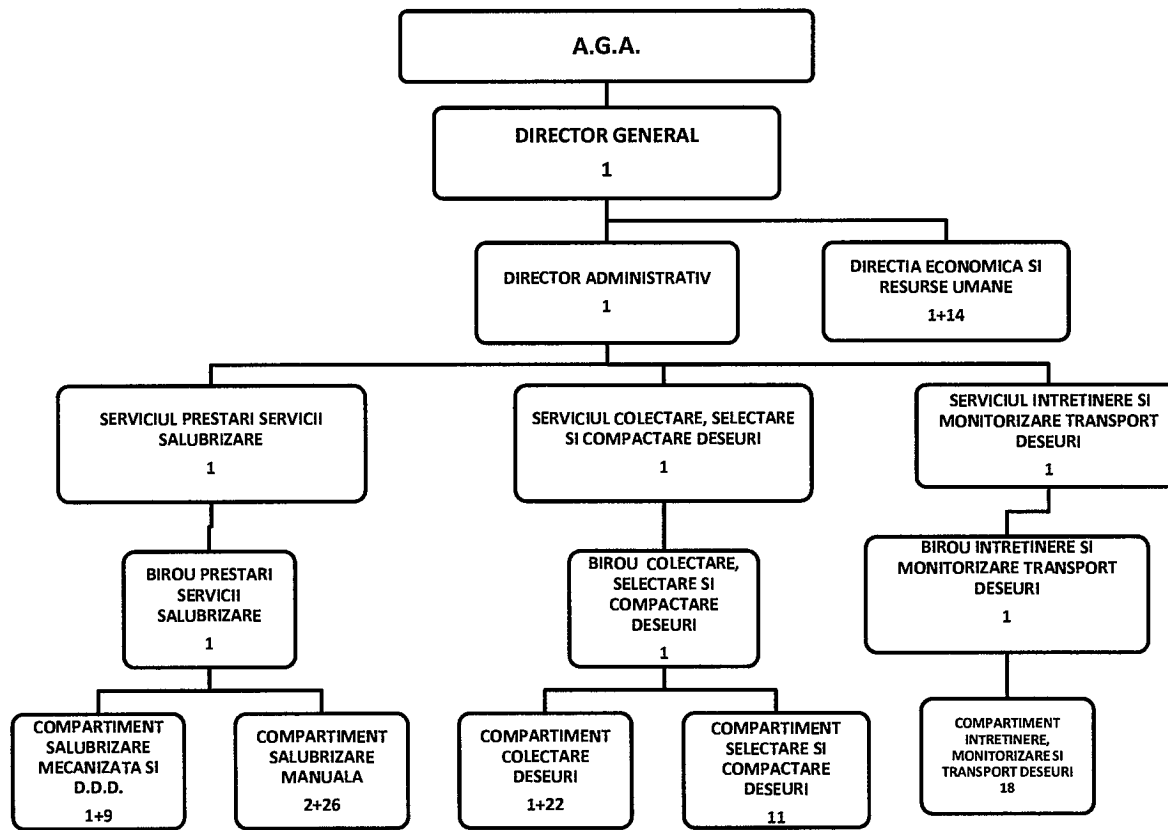 A.G.A.
DIRECTOR GENERAL
1
DIRECTOR ADMINISTRATIV
1
DIRECTIA ECONOMICA SI
RESURSE UMANE
1+14
SERVICIUL PRESTARI SERVICII
SALUBRIZARE
1
SERVICIUL COLECTARE, SELECTARE
SI COMPACTARE DESEURI
1
SERVICIUL INTRETINERE SI
MONITORIZARE TRANSPORT
DESEURI
1
BIROU PRESTARI
SERVICII
SALUBRIZARE
1
BIROU COLECTARE,
SELECTARE SI
COMPACTARE
DESEURI
1
BIROU INTRETINERE SI
MONITORIZARE TRANSPORT
DESEURI
1
COMPARTIMENT
SALUBRIZARE
MECANIZATA SI
D.D.D.
1+9
COMPARTIMENT
SALUBRIZARE
MANUALA
2+26
COMPARTIMENT
COLECTARE
DESEURI
1+22
COMPARTIMENT
SELECTARE SI
COMPACTARE
DESEURI
11
COMPARTIMENT
INTRETINERE,
MONITORIZARE SI
TRANSPORT DESEURI
18